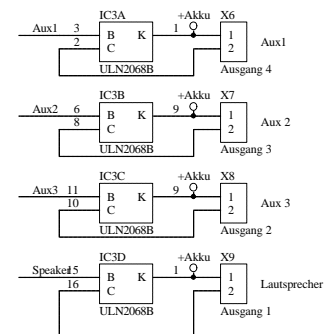 IC3A +Akku X6
Aux1 3 B K 1 1 Aux1
2 C 2
ULN2068B Ausgang 4
IC3B +Akku X7
Aux2 6 B K 9 1 Aux 2
8 C 2
ULN2068B Ausgang 3
IC3C +Akku X8
Aux3 11 B K 9 1 Aux 3
10 C 2
ULN2068B Ausgang 2
IC3D +Akku X9
Speaker 15 B K 1 1 Lautsprecher
16 C 2
ULN2068B Ausgang 1